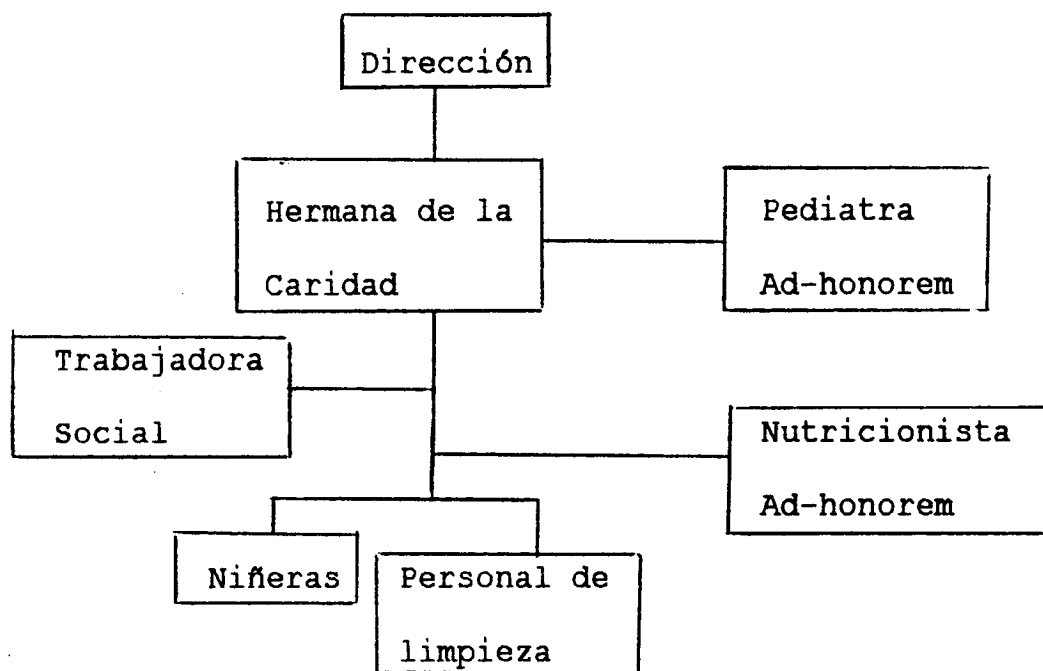 Dirección
Hermana de la
Caridad
Pediatra
Ad-honorem
Trabajadora
Social
Nutricionista
Ad-honorem
Niñeras
Personal de
limpieza